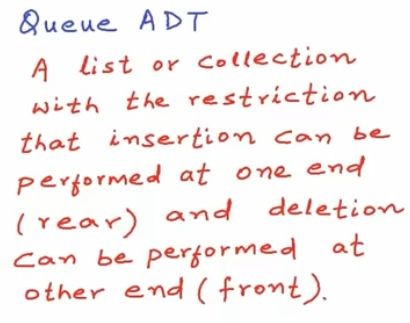 Queue ADT
A list or collection
with the restriction
that insertion can be
performed at one end
(rear) and deletion
can be performed at
other end (front).